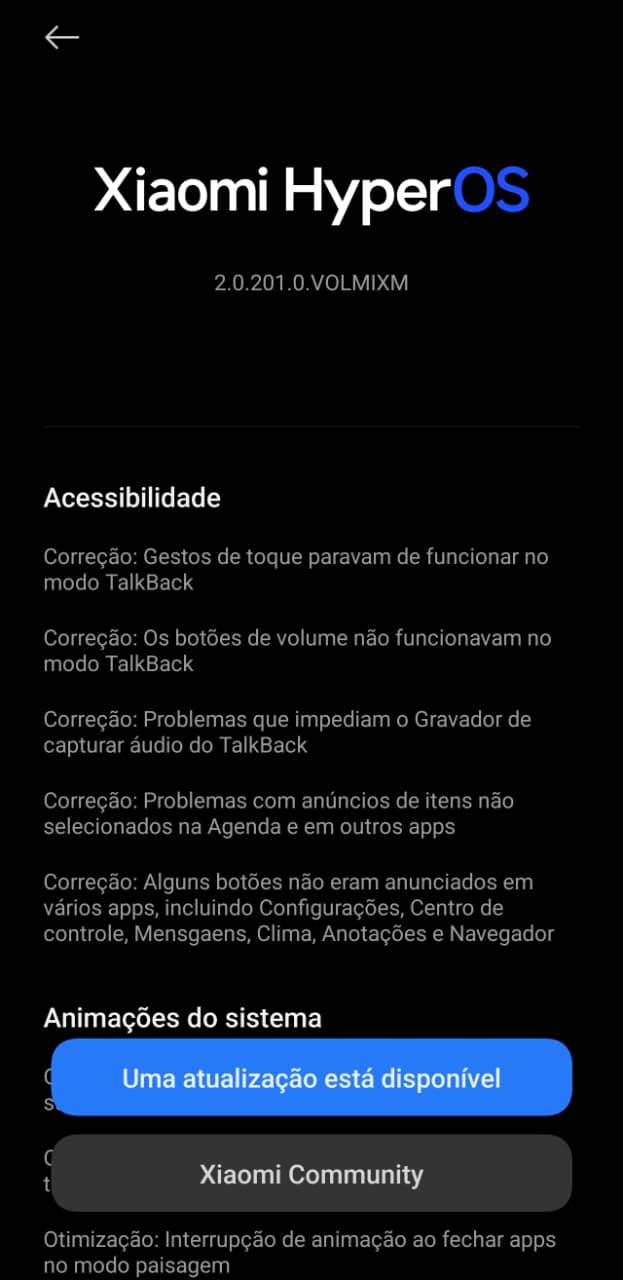 Xiaomi HyperOS
2.0.201.0.VOLMIXM
Acessibilidade
Correção: Gestos de toque paravam de funcionar no
modo TalkBack
Correção: Os botões de volume não funcionavam no
modo TalkBack
Correção: Problemas que impediam o Gravador de
capturar áudio do TalkBack
Correção: Problemas com anúncios de itens não
selecionados na Agenda e em outros apps
Correção: Alguns botões não eram anunciados em
vários apps, incluindo Configurações, Centro de
controle, Mensgaens, Clima, Anotações e Navegador
Animações do sistema
Uma atualização está disponível
Xiaomi Community
Otimização: Interrupção de animação ao fechar apps
no modo paisagem